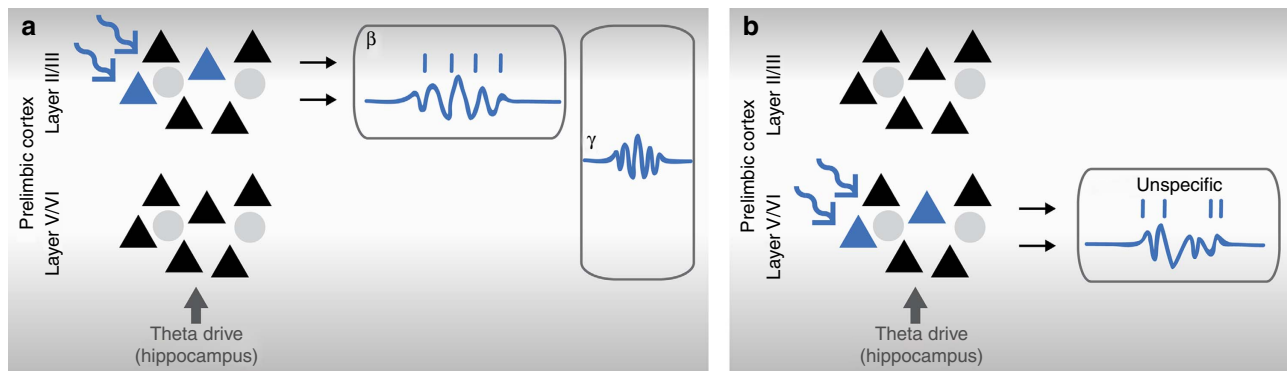 a
Prelimbic cortex
Layer II/III
Layer V/VI
β
γ
Theta drive
(hippocampus)
b
Prelimbic cortex
Layer II/III
Layer V/VI
Unspecific
Theta drive
(hippocampus)